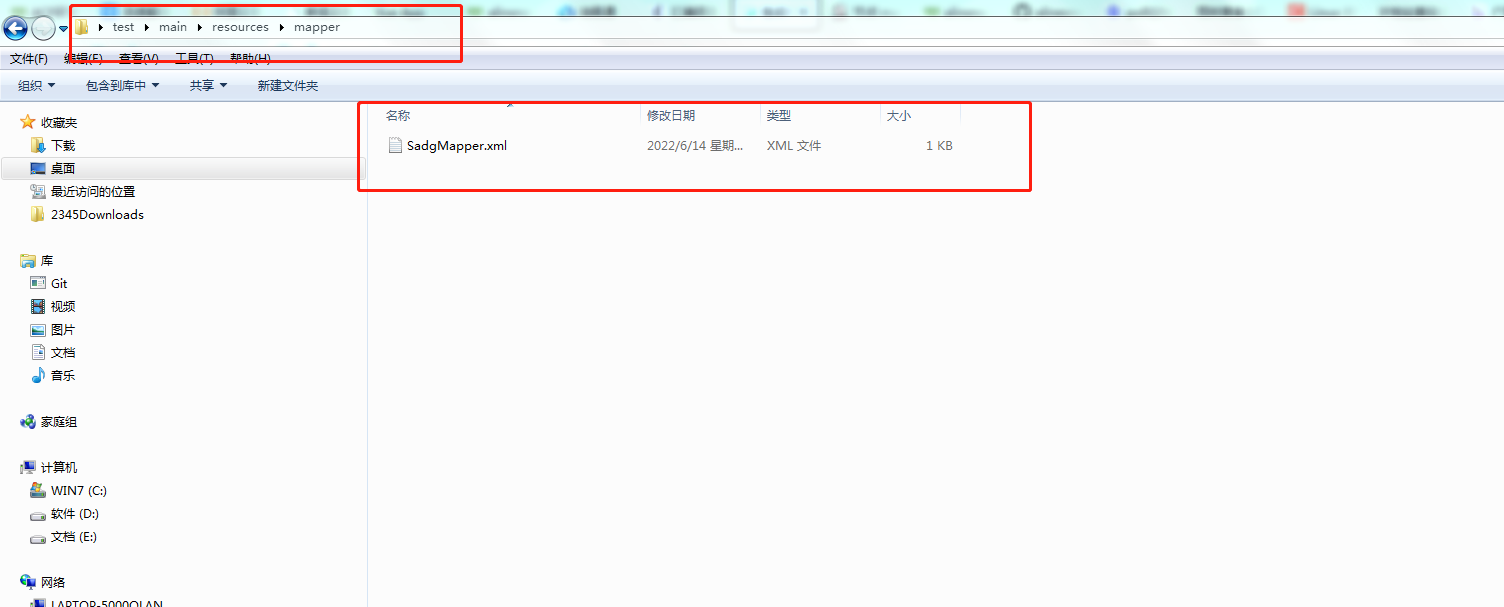 test main resources mapper
文件(F) 编辑(E) 查看(V) 工具(T) 帮助(H)
组织 包含到库中 共享 新建文件夹
名称 修改日期 类型 大小
SadgMapper.xml 2022/6/14 星期... XML 文件 1 KB
收藏夹
下载
桌面
最近访问的位置
2345Downloads
库
Git
视频
图片
文档
音乐
家庭组
计算机
WIN7 (C:)
软件 (D:)
文档 (E:)
网络